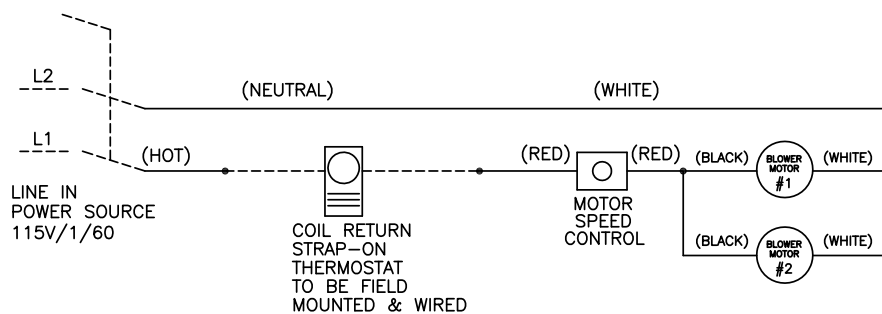 L2
(NEUTRAL)
(WHITE)
L1
(HOT)
(RED)
(RED)
(BLACK)
BLOWER
MOTOR
#1
(WHITE)
LINE IN
POWER SOURCE
115V/1/60
COIL RETURN
STRAP-ON
THERMOSTAT
TO BE FIELD
MOUNTED & WIRED
MOTOR
SPEED
CONTROL
(BLACK)
BLOWER
MOTOR
#2
(WHITE)